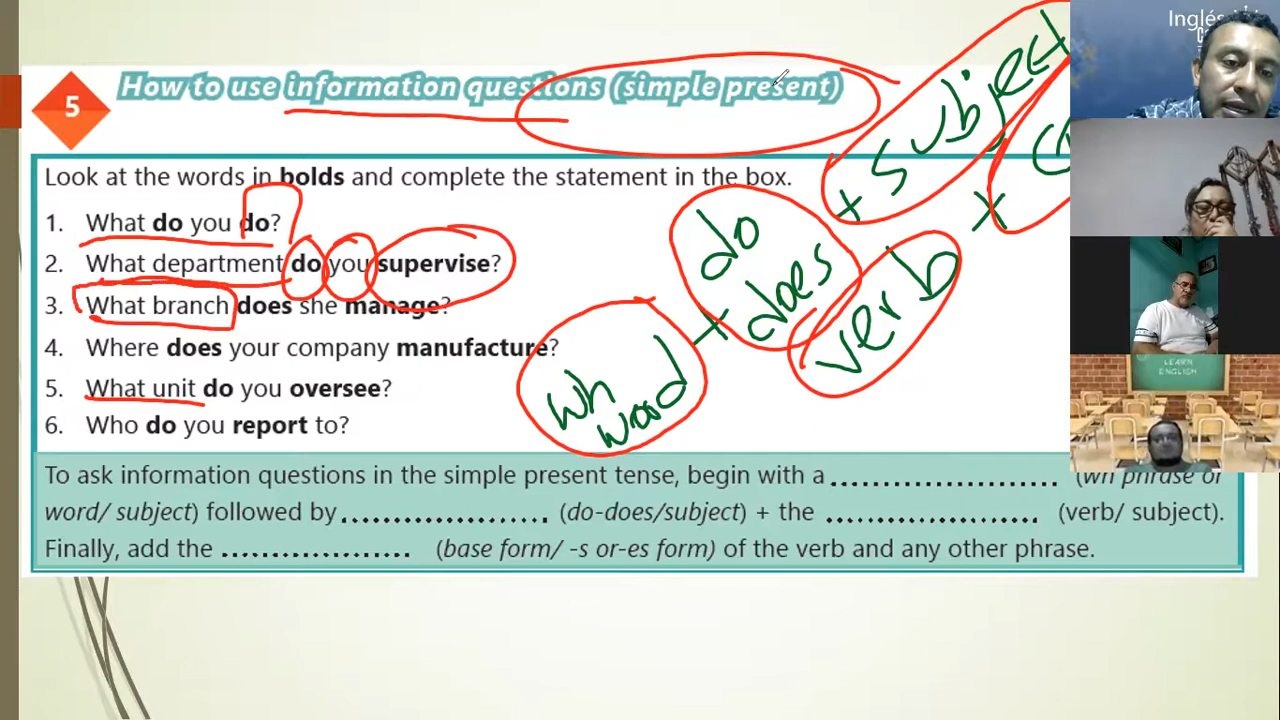 Inglés
How to use information questions (simple present)
5
Look at the words in bolds and complete the statement in the box.
1. What do you do?
2. What department do you supervise?
3. What branch does she manage?
4. Where does your company manufacture?
5. What unit do you oversee?
6. Who do you report to?
wh word + do does + subject
verb +
LEARN
ENGLISH
To ask information questions in the simple present tense, begin with a ........................ (wh phrase or
word/ subject) followed by ...................... (do-does/subject) + the ...................... (verb/ subject).
Finally, add the .................... (base form/ -s or-es form) of the verb and any other phrase.